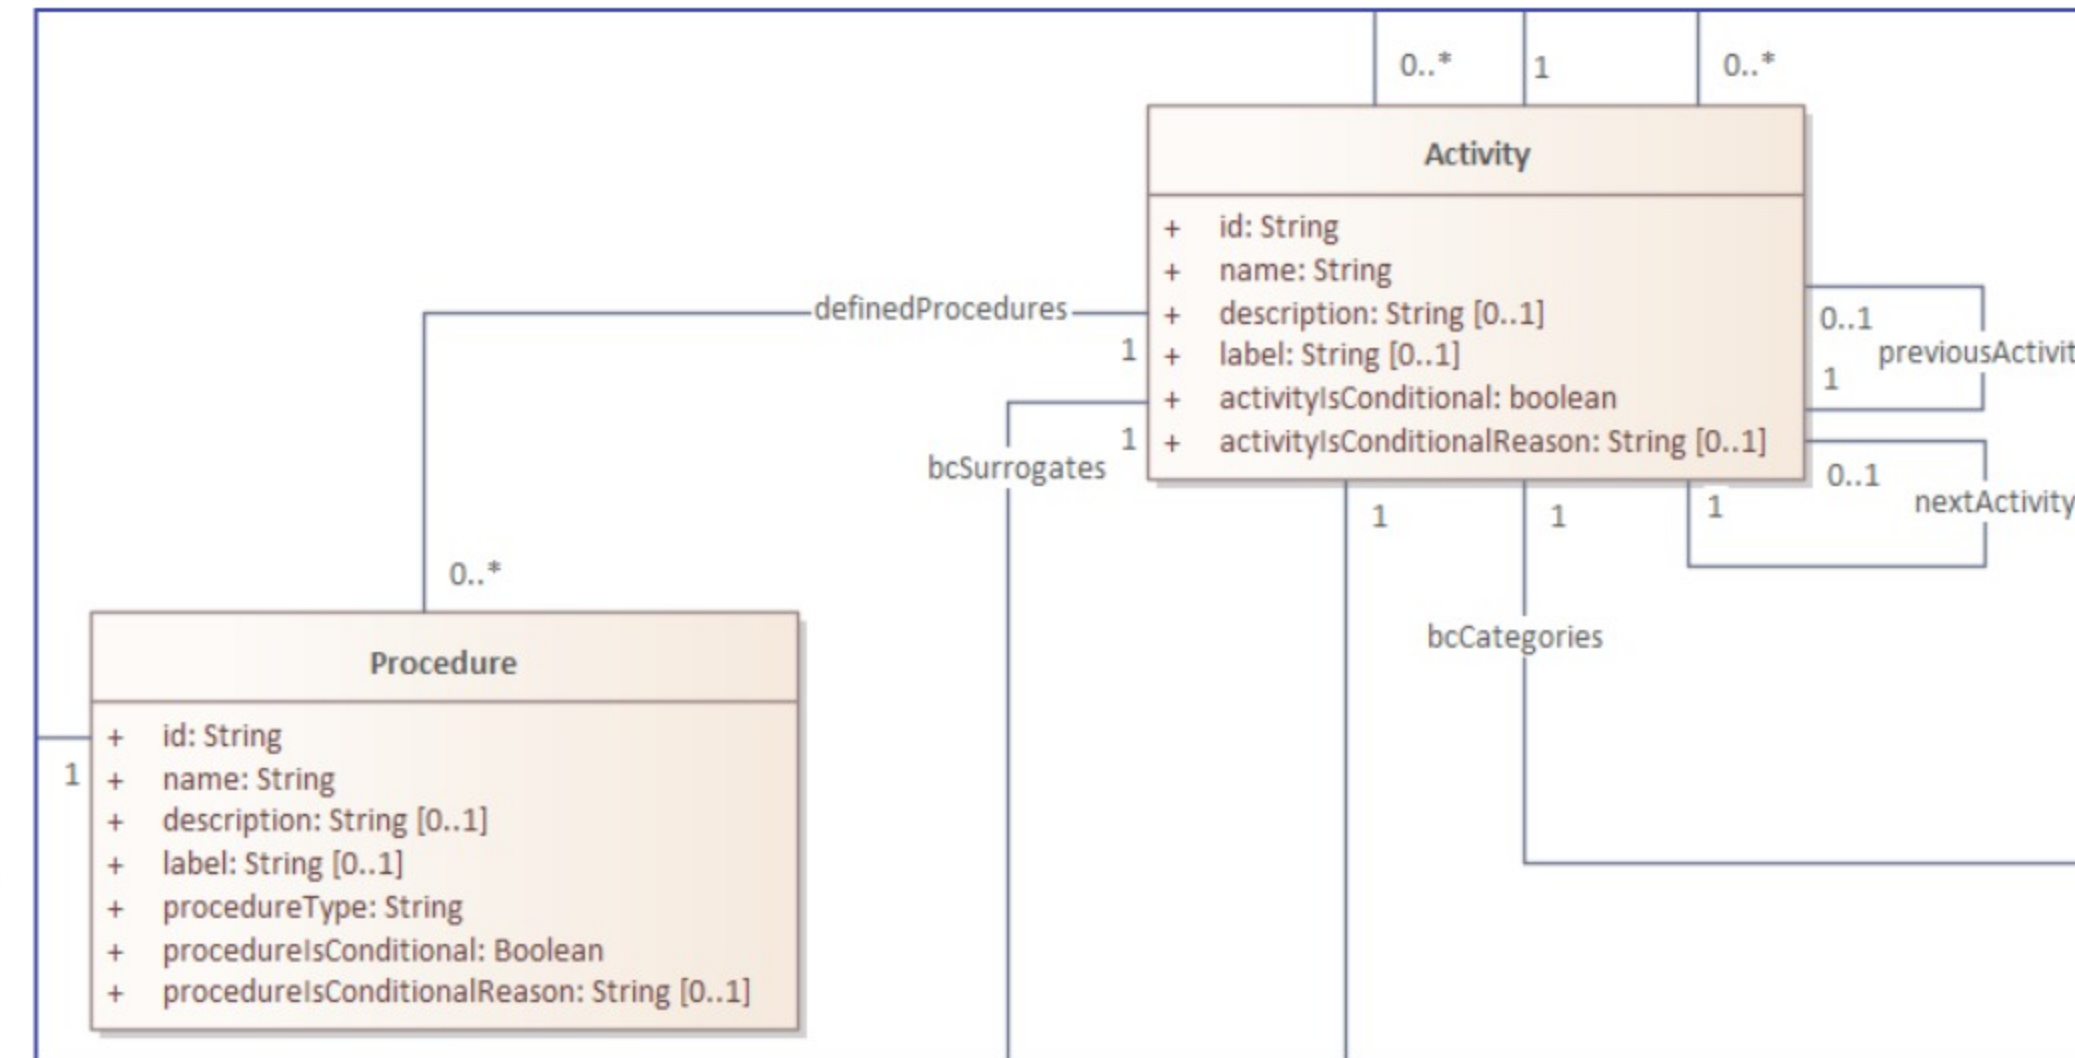 0..*
1
0..*
Activity
+ id: String
+ name: String
+ description: String [0..1]
+ label: String [0..1]
+ activityIsConditional: boolean
+ activityIsConditionalReason: String [0..1]
definedProcedures
1
0..1
previousActivit
1
1
bcSurrogates
0..1
nextActivity
1
1
1
bcCategories
0..*
Procedure
+ id: String
+ name: String
+ description: String [0..1]
+ label: String [0..1]
+ procedureType: String
+ procedureIsConditional: Boolean
+ procedureIsConditionalReason: String [0..1]
1